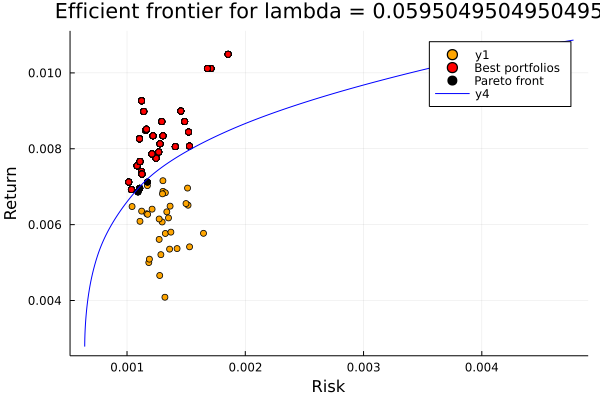 Efficient frontier for lambda = 0.0595049504950495
y1
Best portfolios
Pareto front
y4
0.010
0.008
0.006
0.004
Return
0.001
0.002
0.003
0.004
Risk